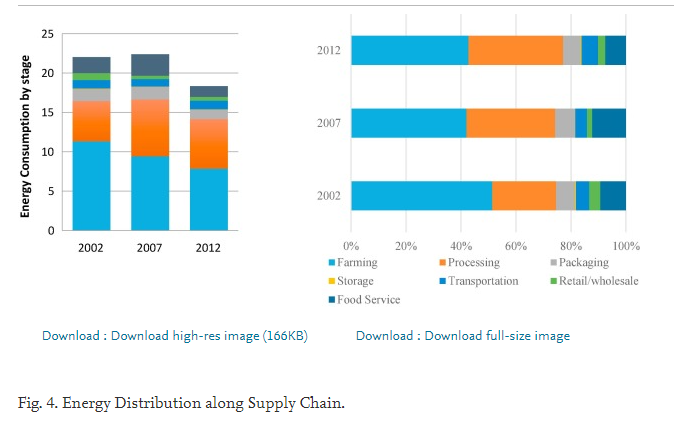 Energy Consumption by stage
25
20
15
10
5
0
2002 2007 2012
2012
2007
2002
0% 20% 40% 60% 80% 100%
Farming Processing Packaging
Storage Transportation Retail/wholesale
Food Service
Download : Download high-res image (166KB)
Download : Download full-size image
Fig. 4. Energy Distribution along Supply Chain.